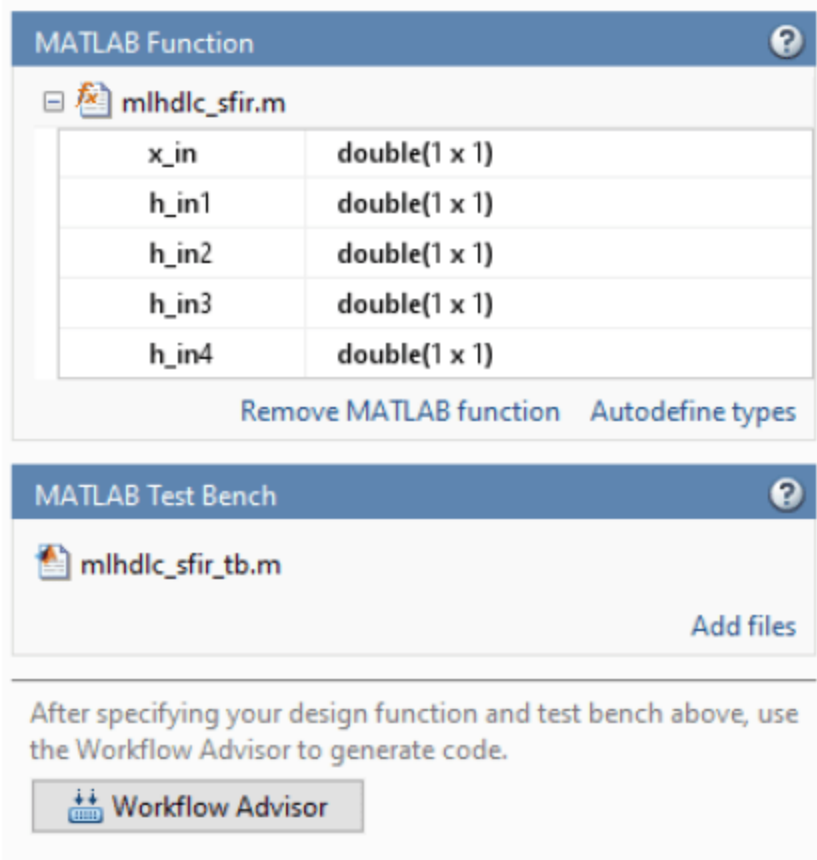 MATLAB Function
?
mlhdlc_sfir.m
x_in double(1 x 1)
h_in1 double(1 x 1)
h_in2 double(1 x 1)
h_in3 double(1 x 1)
h_in4 double(1 x 1)
Remove MATLAB function Autodefine types
MATLAB Test Bench
?
mlhdlc_sfir_tb.m
Add files
After specifying your design function and test bench above, use
the Workflow Advisor to generate code.
Workflow Advisor